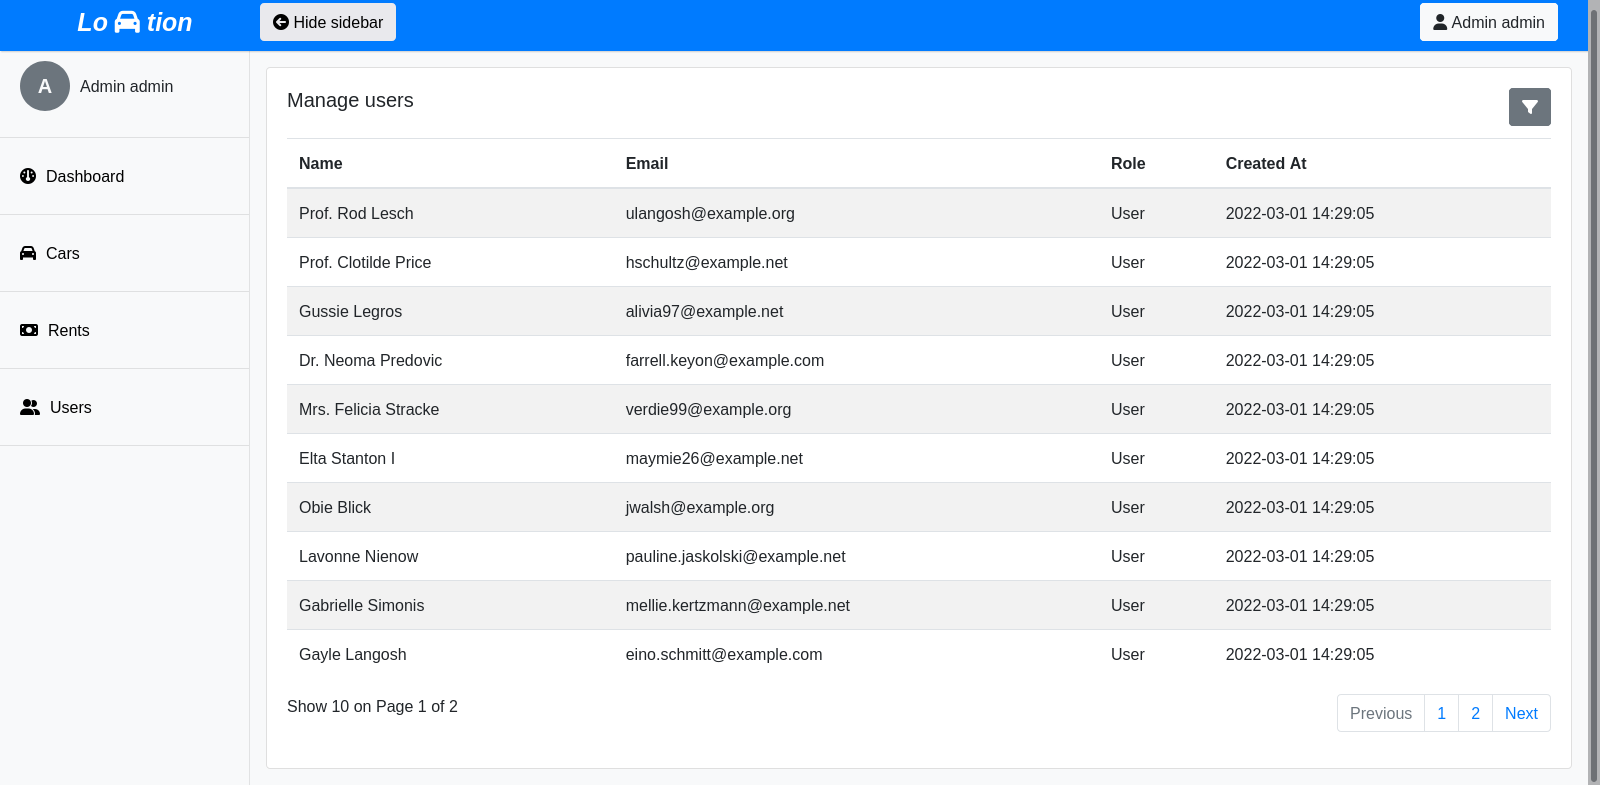 Lo tion
Hide sidebar
Admin admin
A
Admin admin
Dashboard
Cars
Rents
Users
Manage users
Name Email Role Created At
Prof. Rod Lesch ulangosh@example.org User 2022-03-01 14:29:05
Prof. Clotilde Price hschultz@example.net User 2022-03-01 14:29:05
Gussie Legros alivia97@example.net User 2022-03-01 14:29:05
Dr. Neoma Predovic farrell.keyon@example.com User 2022-03-01 14:29:05
Mrs. Felicia Stracke verdie99@example.org User 2022-03-01 14:29:05
Elta Stanton I maymie26@example.net User 2022-03-01 14:29:05
Obie Blick jwalsh@example.org User 2022-03-01 14:29:05
Lavonne Nienow pauline.jaskolski@example.net User 2022-03-01 14:29:05
Gabrielle Simonis mellie.kertzmann@example.net User 2022-03-01 14:29:05
Gayle Langosh eino.schmitt@example.com User 2022-03-01 14:29:05
Show 10 on Page 1 of 2
Previous 1 2 Next